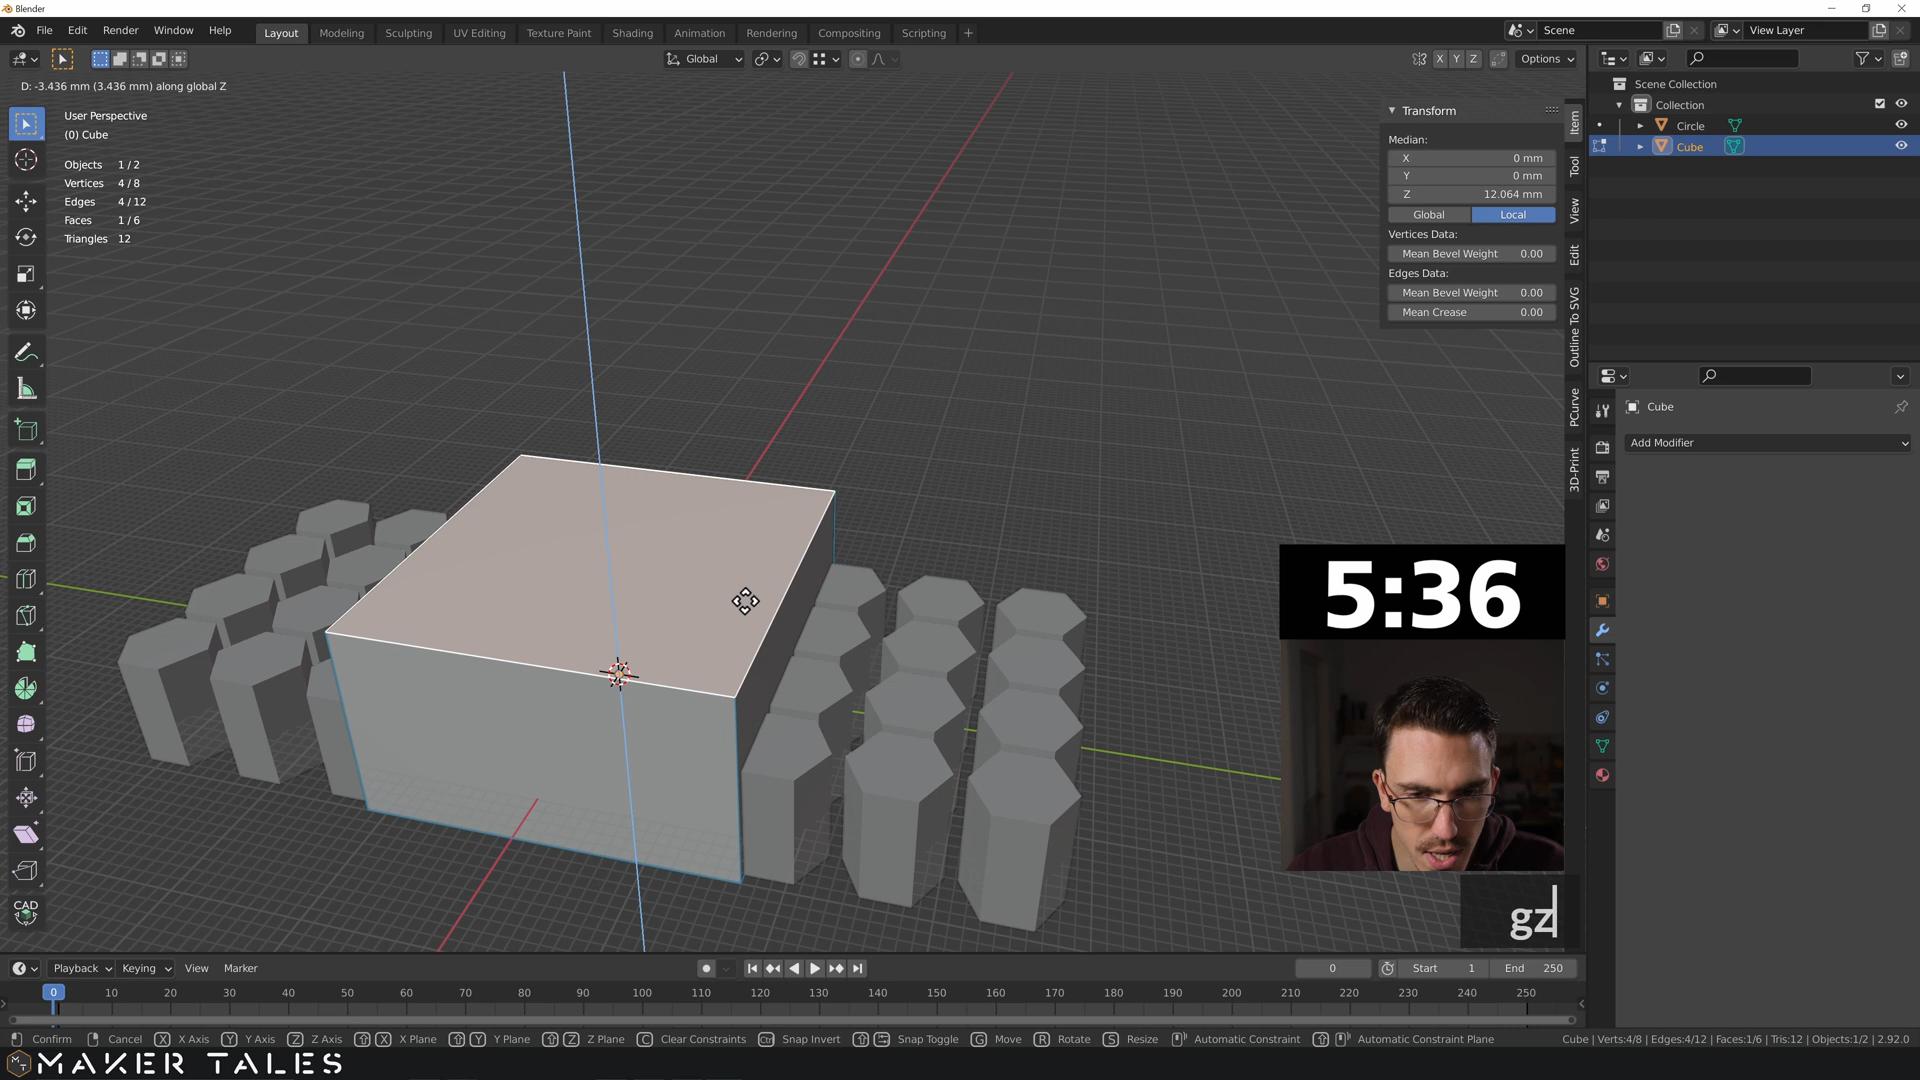 Blender
File Edit Render Window Help
Layout Modeling Sculpting UV Editing Texture Paint Shading Animation Rendering Compositing Scripting +
Scene
View Layer
Global
X Y Z
Options
D: -3.436 mm (3.436 mm) along global Z
User Perspective
(0) Cube
Objects 1 / 2
Vertices 4 / 8
Edges 4 / 12
Faces 1 / 6
Triangles 12
CAD
Transform
Median:
X 0 mm
Y 0 mm
Z 12.064 mm
Global Local
Vertices Data:
Mean Bevel Weight 0.00
Edges Data:
Mean Bevel Weight 0.00
Mean Crease 0.00
Item
Tool
View
Edit
Outline To SVG
PCurve
3D-Print
Scene Collection
Collection
Circle
Cube
Cube
Add Modifier
5:36
gz
Playback Keying View Marker
0
Start 1
End 250
0 10 20 30 40 50 60 70 80 90 100 110 120 130 140 150 160 170 180 190 200 210 220 230 240 250
Confirm Cancel X X Axis Y Y Axis Z Z Axis X X Plane Y Y Plane Z Z Plane C Clear Constraints Ctrl Snap Invert Snap Toggle G Move R Rotate S Resize Automatic Constraint Automatic Constraint Plane
Cube | Verts:4/8 | Edges:4/12 | Faces:1/6 | Tris:12 | Objects:1/2 | 2.92.0
MAKER TALES